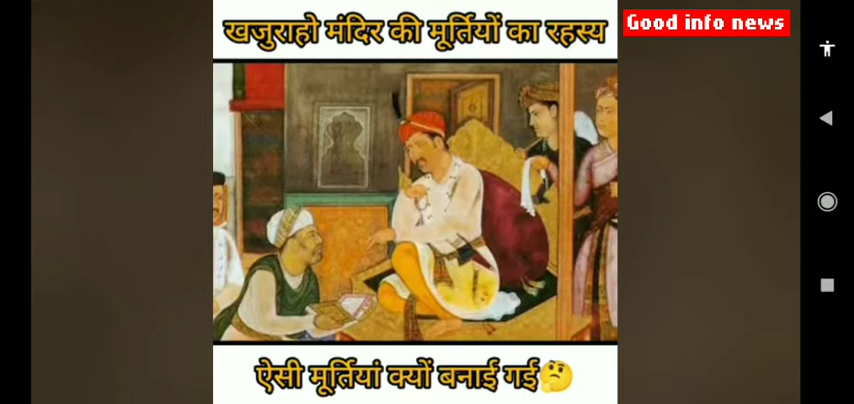 खजुराहो मंदिर की मूर्तियों का रहस्य
Good info news
ऐसी मूर्तियां क्यों बनाई गई🤔